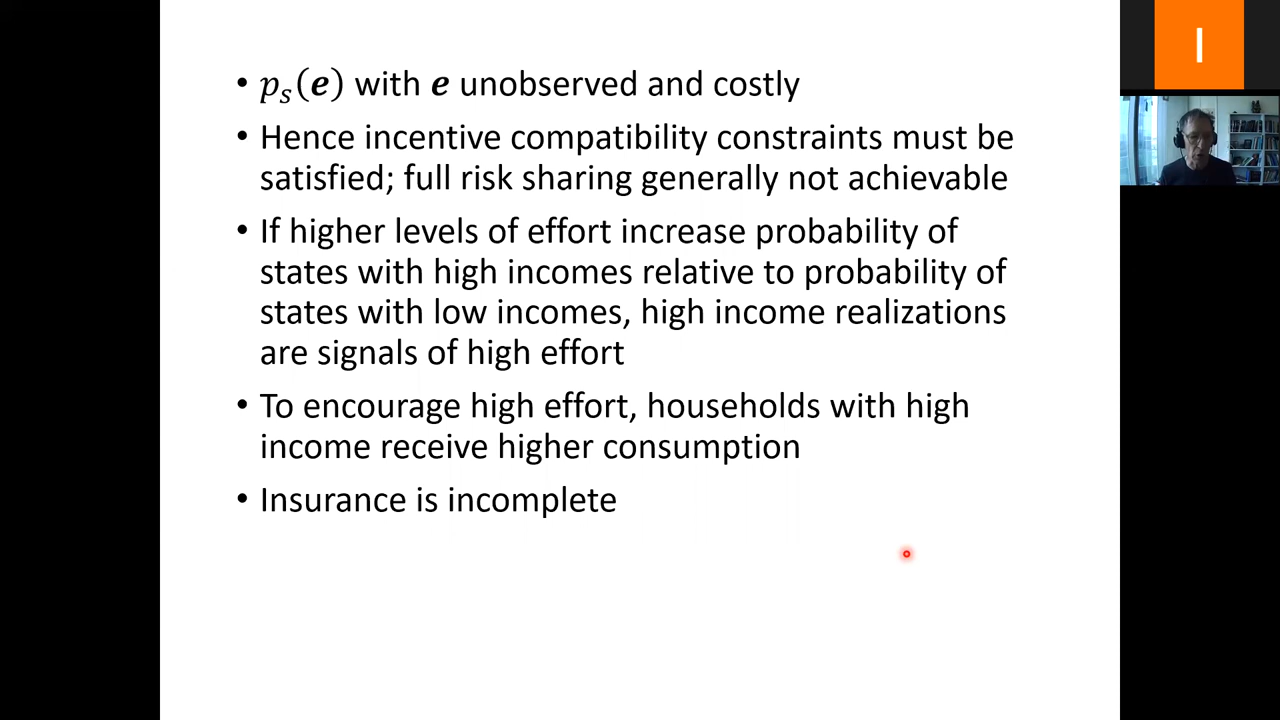 • pₛ(e) with e unobserved and costly
• Hence incentive compatibility constraints must be
satisfied; full risk sharing generally not achievable
• If higher levels of effort increase probability of
states with high incomes relative to probability of
states with low incomes, high income realizations
are signals of high effort
• To encourage high effort, households with high
income receive higher consumption
• Insurance is incomplete
I